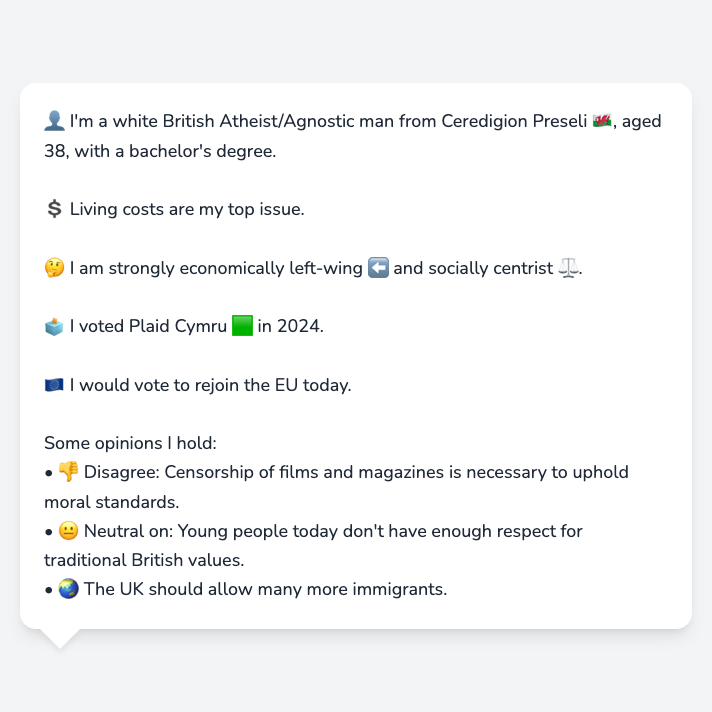 👤 I'm a white British Atheist/Agnostic man from Ceredigion Preseli 🏴󠁧󠁢󠁷󠁬󠁳󠁿, aged
38, with a bachelor's degree.
💲 Living costs are my top issue.
🤔 I am strongly economically left-wing ⬅️ and socially centrist ⚖️.
🗳️ I voted Plaid Cymru 🟩 in 2024.
🇪🇺 I would vote to rejoin the EU today.
Some opinions I hold:
• 👎 Disagree: Censorship of films and magazines is necessary to uphold
moral standards.
• 😐 Neutral on: Young people today don't have enough respect for
traditional British values.
• 🌏 The UK should allow many more immigrants.